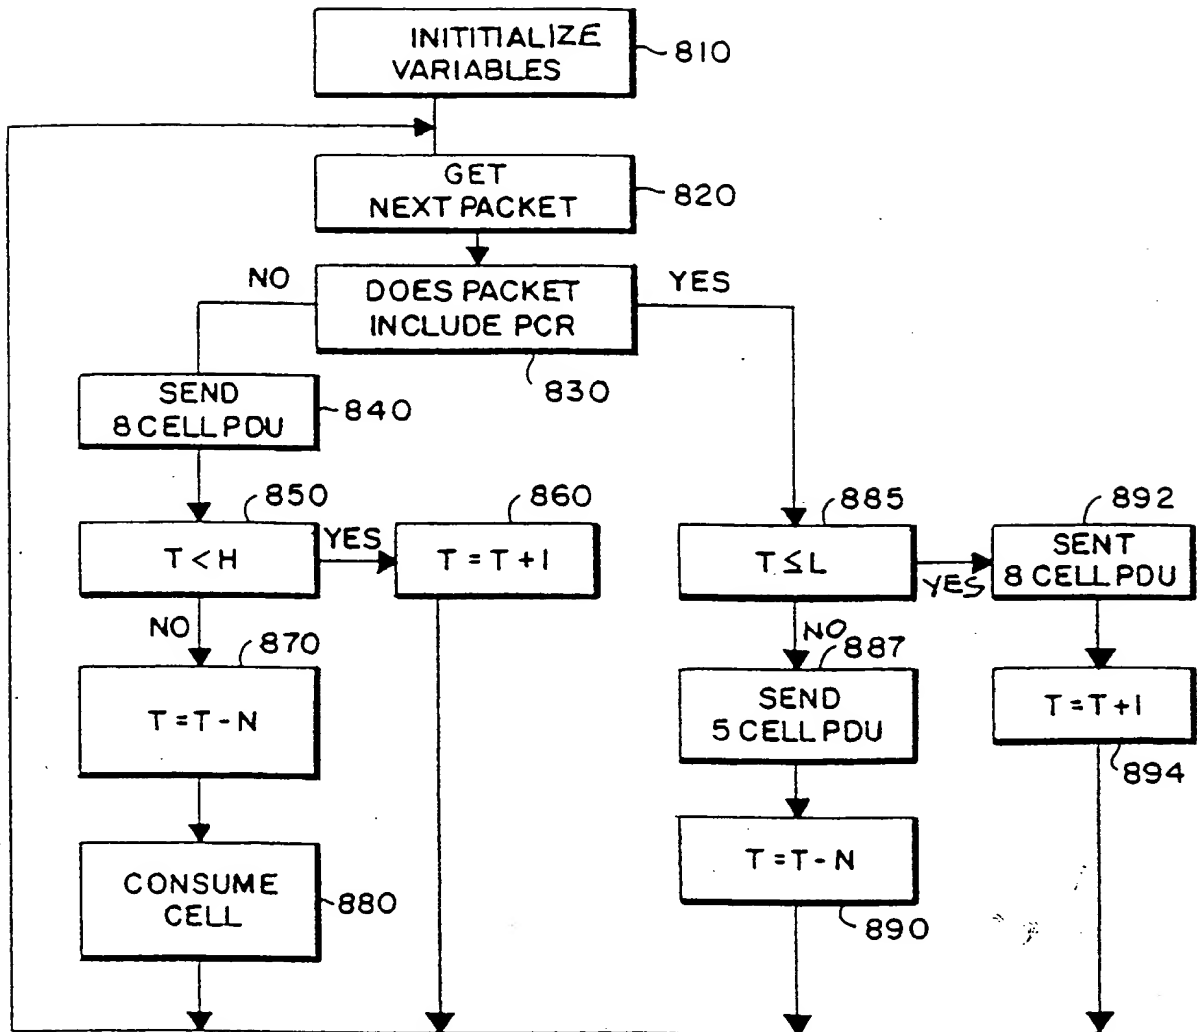 INITITIALIZE
VARIABLES
810
GET
NEXT PACKET
820
NO
DOES PACKET
INCLUDE PCR
YES
830
SEND
8 CELL PDU
840
850
T < H
YES
860
T = T + 1
885
T ≤ L
YES
892
SENT
8 CELL PDU
NO
870
T = T - N
NO
887
SEND
5 CELL PDU
T = T + 1
894
CONSUME
CELL
880
T = T - N
890